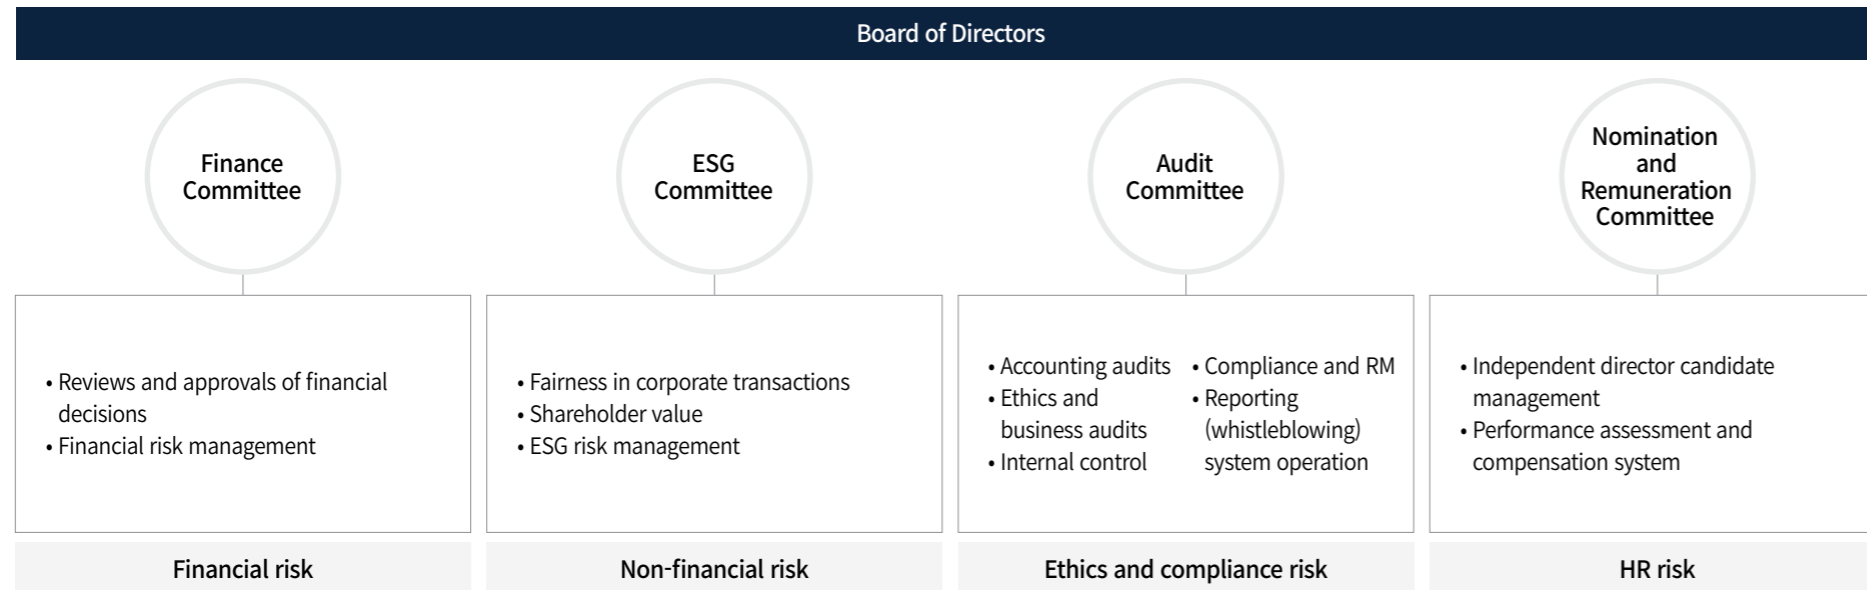 Board of Directors
Finance
Committee
ESG
Committee
Audit
Committee
Nomination
and
Remuneration
Committee
• Reviews and approvals of financial
decisions
• Financial risk management
• Fairness in corporate transactions
• Shareholder value
• ESG risk management
• Accounting audits
• Ethics and
business audits
• Internal control
• Compliance and RM
• Reporting
(whistleblowing)
system operation
• Independent director candidate
management
• Performance assessment and
compensation system
Financial risk
Non-financial risk
Ethics and compliance risk
HR risk